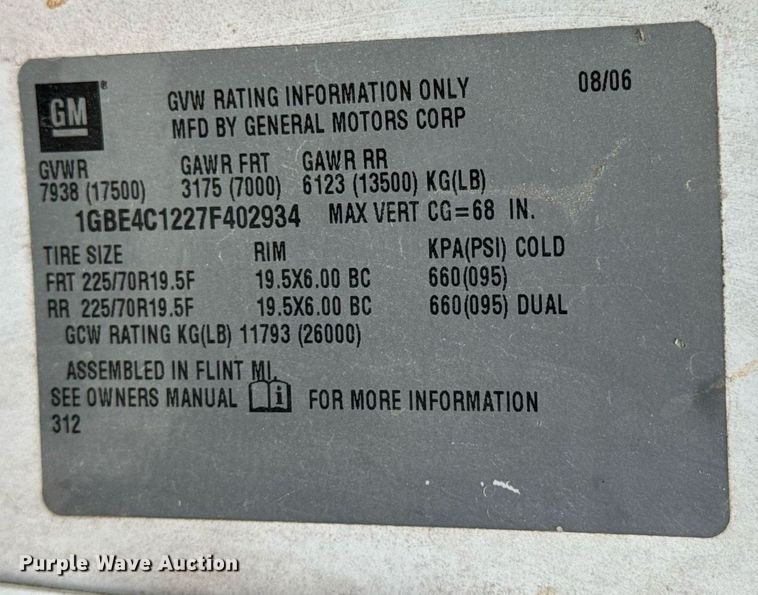 GM® GVW RATING INFORMATION ONLY 08/06
MFD BY GENERAL MOTORS CORP
GVWR GAWR FRT GAWR RR
7938 (17500) 3175 (7000) 6123 (13500) KG(LB)
1GBE4C1227F402934 MAX VERT CG=68 IN.
TIRE SIZE RIM KPA(PSI) COLD
FRT 225/70R19.5F 19.5X6.00 BC 660(095)
RR 225/70R19.5F 19.5X6.00 BC 660(095) DUAL
GCW RATING KG(LB) 11793 (26000)
ASSEMBLED IN FLINT MI.
SEE OWNERS MANUAL i FOR MORE INFORMATION
312
Purple Wave Auction